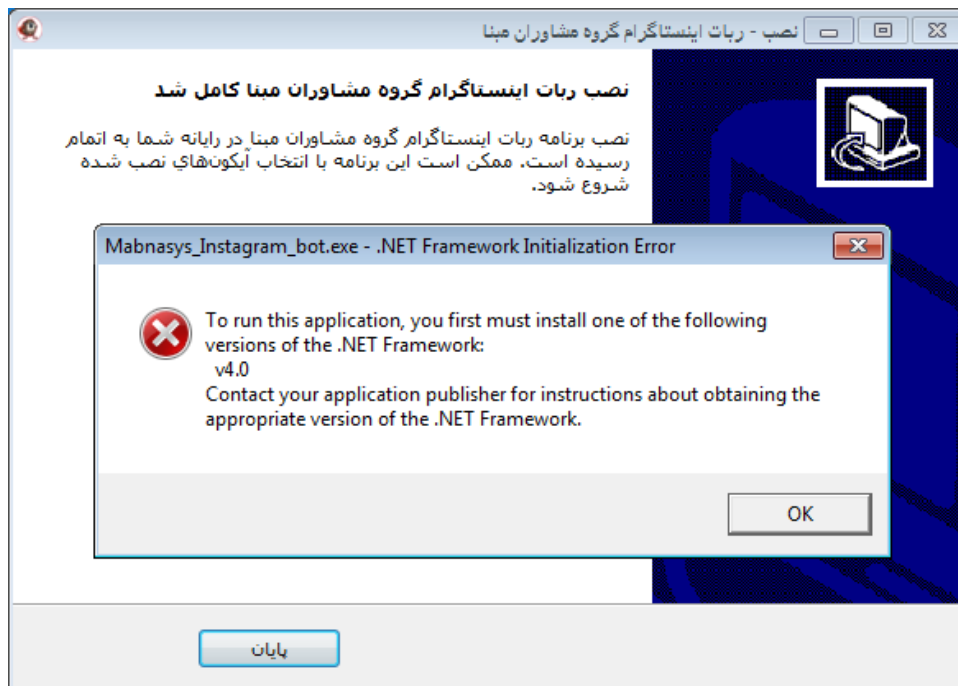 نصب - ربات اینستاگرام گروه مشاوران مبنا
نصب ربات اینستاگرام گروه مشاوران مبنا کامل شد
نصب برنامه ربات اینستاگرام گروه مشاوران مبنا در رایانه شما به اتمام
رسیده است. ممکن است این برنامه با انتخاب آیکون‌هاي نصب شده
شروع شود.
Mabnasys_Instagram_bot.exe - .NET Framework Initialization Error
To run this application, you first must install one of the following
versions of the .NET Framework:
v4.0
Contact your application publisher for instructions about obtaining the
appropriate version of the .NET Framework.
OK
پایان